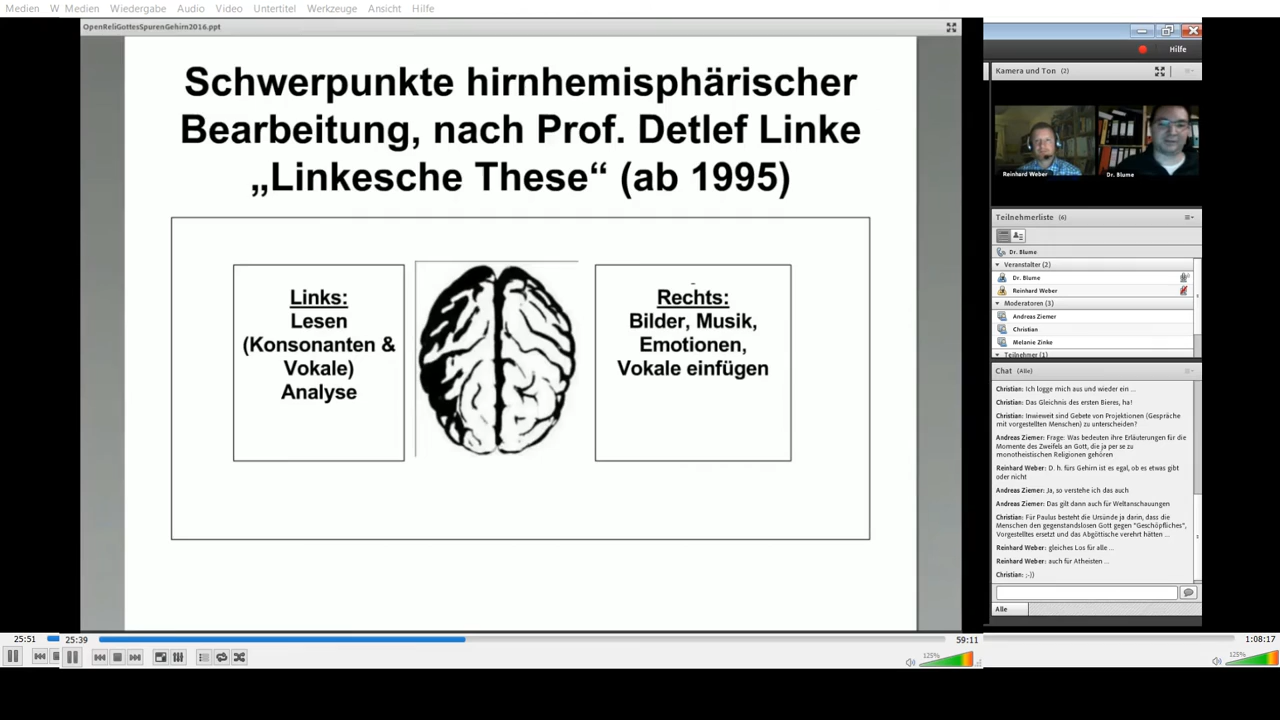 Medien W Medien Wiedergabe Audio Video Untertitel Werkzeuge Ansicht Hilfe
OpenReliGottesSpurenGehirn2016.ppt
Schwerpunkte hirnhemisphärischer
Bearbeitung, nach Prof. Detlef Linke
„Linkesche These“ (ab 1995)
Links:
Lesen
(Konsonanten &
Vokale)
Analyse
Rechts:
Bilder, Musik,
Emotionen,
Vokale einfügen
Hilfe
Kamera und Ton (2)
Reinhard Weber
Dr. Blume
Teilnehmerliste (6)
Dr. Blume
Veranstalter (2)
Dr. Blume
Reinhard Weber
Moderatoren (3)
Andreas Ziemer
Christian
Melanie Zinke
Teilnehmer (1)
Chat (Alle)
Christian: Ich logge mich aus und wieder ein ...
Christian: Das Gleichnis des ersten Bieres, ha!
Christian: Inwieweit sind Gebete von Projektionen (Gespräche
mit vorgestellten Menschen) zu unterscheiden?
Andreas Ziemer: Frage: Was bedeuten ihre Erläuterungen für die
Momente des Zweifels an Gott, die ja per se zu
monotheistischen Religionen gehören
Reinhard Weber: D. h. fürs Gehirn ist es egal, ob es etwas gibt
oder nicht
Andreas Ziemer: Ja, so verstehe ich das auch
Andreas Ziemer: Das gilt dann auch für Weltanschauungen
Christian: Für Paulus besteht die Ursünde ja darin, dass die
Menschen den gegenstandslosen Gott gegen "Geschöpfliches",
Vorgestelltes ersetzt und das Abgöttische verehrt hätten ...
Reinhard Weber: gleiches Los für alle ...
Reinhard Weber: auch für Atheisten ...
Christian: ;-))
Alle
25:51 25:39 59:11 1:08:17
125% 125%